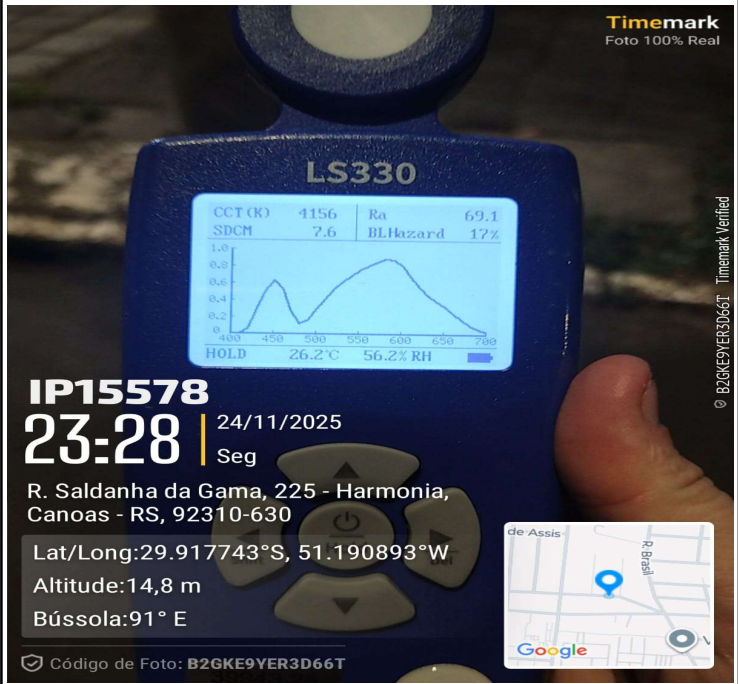 Timemark
Foto 100% Real
LS330
CCT(K) 4156 Ra 69.1
SDCM 7.6 BLHazard 17%
1.0
0.8
0.6
0.4
0.2
0
400 450 500 550 600 650 700
HOLD 26.2°C 56.2% RH
B2GKE9YER3D66T Timemark Verified
IP15578
23:28
24/11/2025
Seg
R. Saldanha da Gama, 225 - Harmonia,
Canoas - RS, 92310-630
Lat/Long:29.917743°S, 51.190893°W
Altitude:14,8 m
Bússola:91° E
Código de Foto: B2GKE9YER3D66T
de Assis
R. Brasil
Google